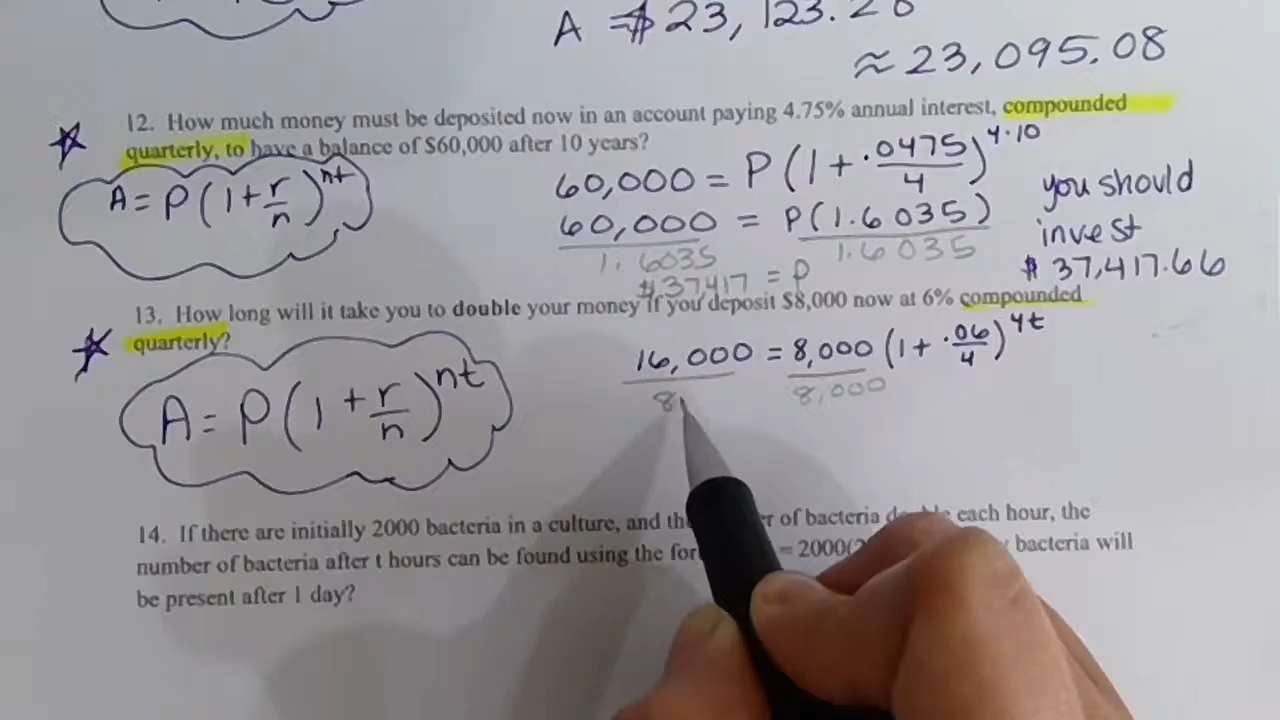 A = $23,123.28
≈ 23,095.08
12. How much money must be deposited now in an account paying 4.75% annual interest, compounded
quarterly, to have a balance of $60,000 after 10 years?
A = P(1+r/n)^nt
60,000 = P(1+.0475/4)^4·10
60,000 = P(1.6035)
1.6035 1.6035
$37,417 = P
you should
invest
$37,417.66
13. How long will it take you to double your money if you deposit $8,000 now at 6% compounded
quarterly?
A = P(1+r/n)^nt
16,000 = 8,000(1+.06/4)^4t
8 8,000
14. If there are initially 2000 bacteria in a culture, and the of bacteria each hour, the
number of bacteria after t hours can be found using the = 2000( bacteria will
be present after 1 day?